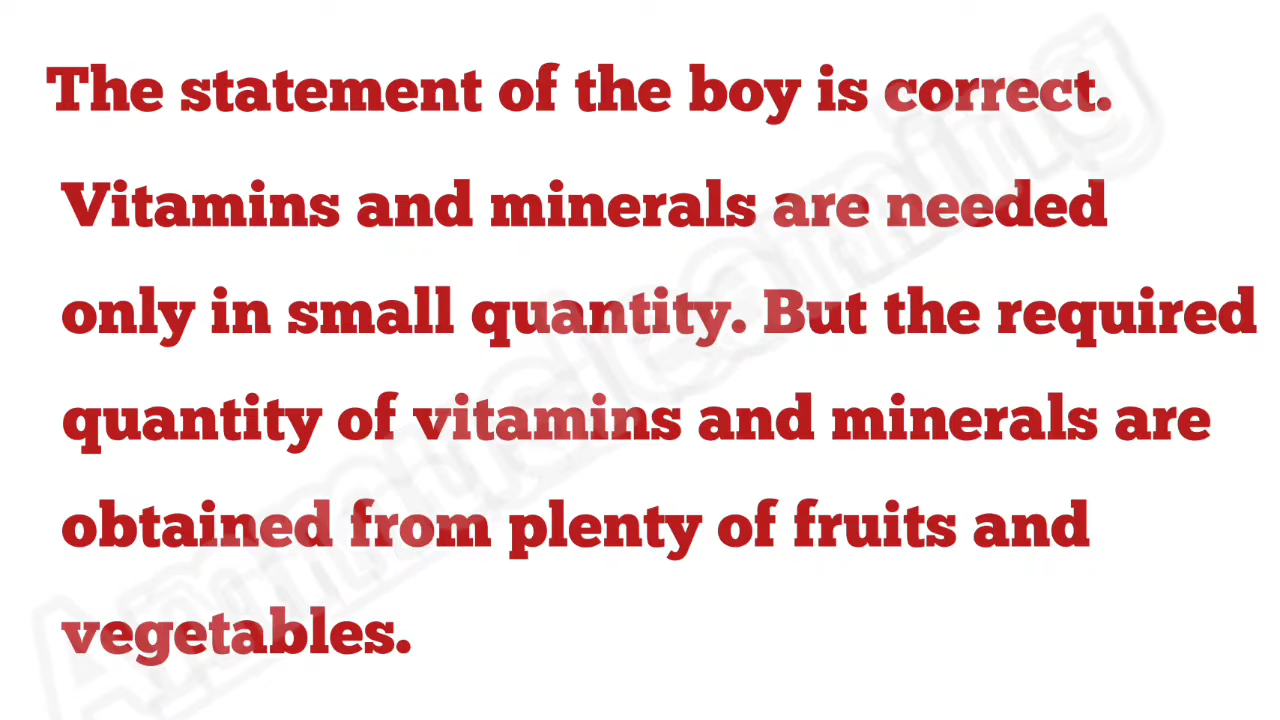 The statement of the boy is correct.
Vitamins and minerals are needed
only in small quantity. But the required
quantity of vitamins and minerals are
obtained from plenty of fruits and
vegetables.